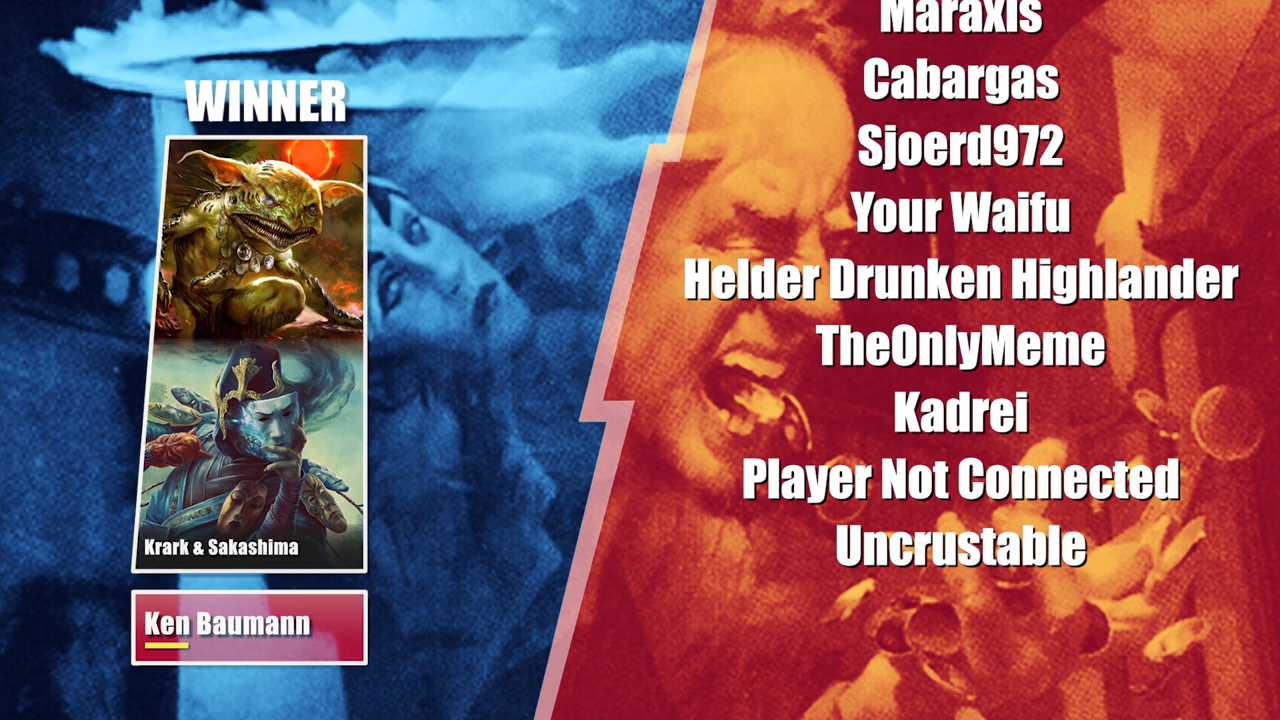 WINNER
Krark & Sakashima
Ken Baumann
Maraxis
Cabargas
Sjoerd972
Your Waifu
Helder Drunken Highlander
TheOnlyMeme
Kadrei
Player Not Connected
Uncrustable